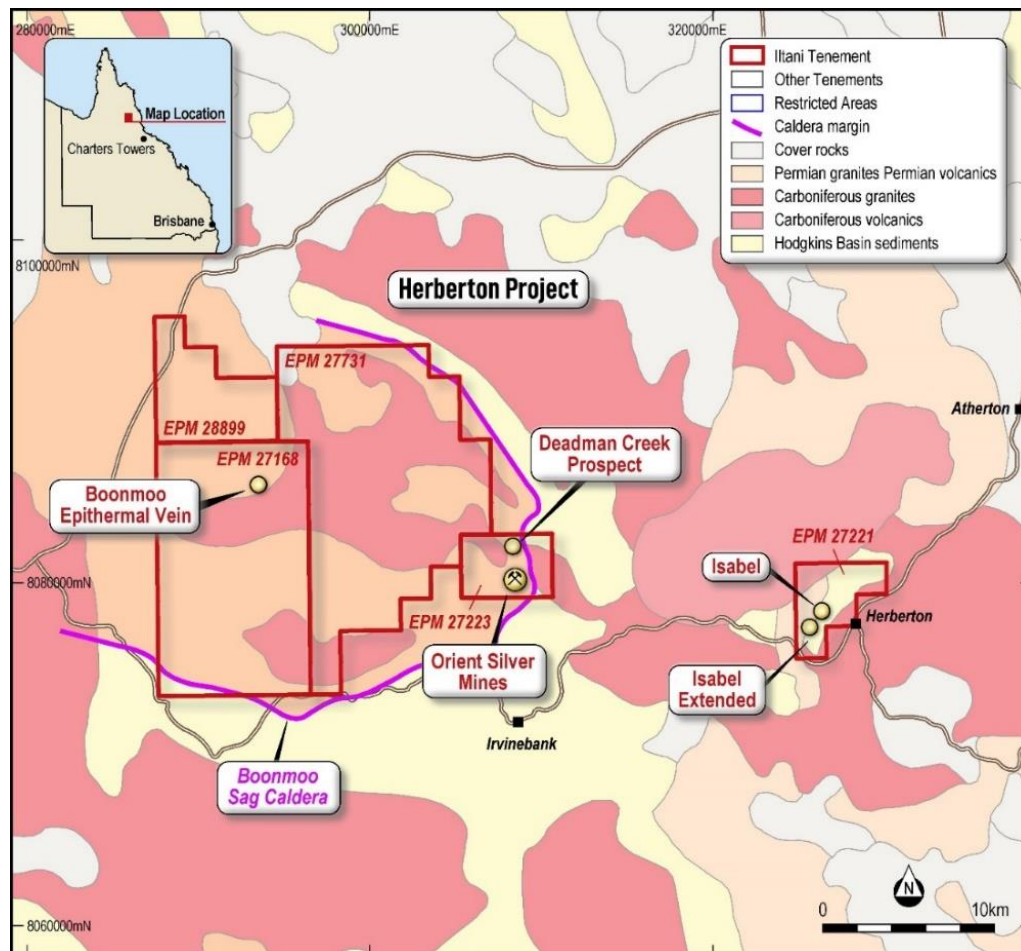 280000mE
300000mE
320000mE
Map Location
Charters Towers
Brisbane
Iltani Tenement
Other Tenements
Restricted Areas
Caldera margin
Cover rocks
Permian granites Permian volcanics
Carboniferous granites
Carboniferous volcanics
Hodgkins Basin sediments
8100000mN
Herberton Project
EPM 27731
EPM 28899
EPM 27168
Atherton
Deadman Creek
Prospect
Boonmoo
Epithermal Vein
EPM 27221
Isabel
8080000mN
EPM 27223
Herberton
Orient Silver
Mines
Isabel
Extended
Irvinebank
Boonmoo
Sag Caldera
N
0 10km
8060000mN